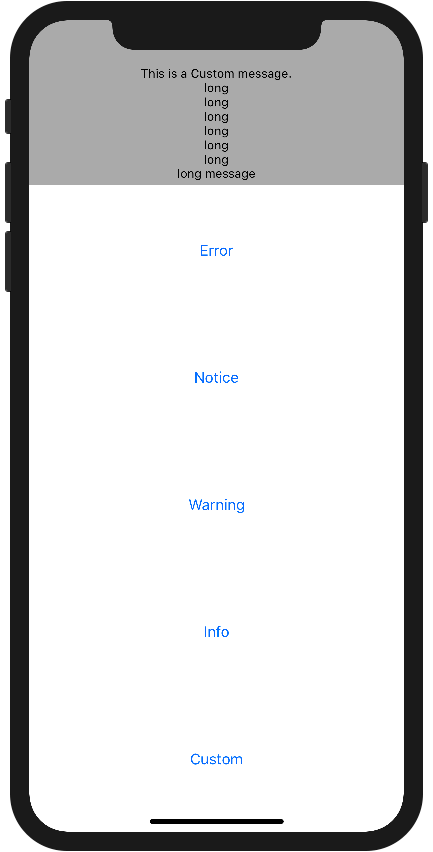 This is a Custom message.
long
long
long
long
long
long
long message
Error
Notice
Warning
Info
Custom